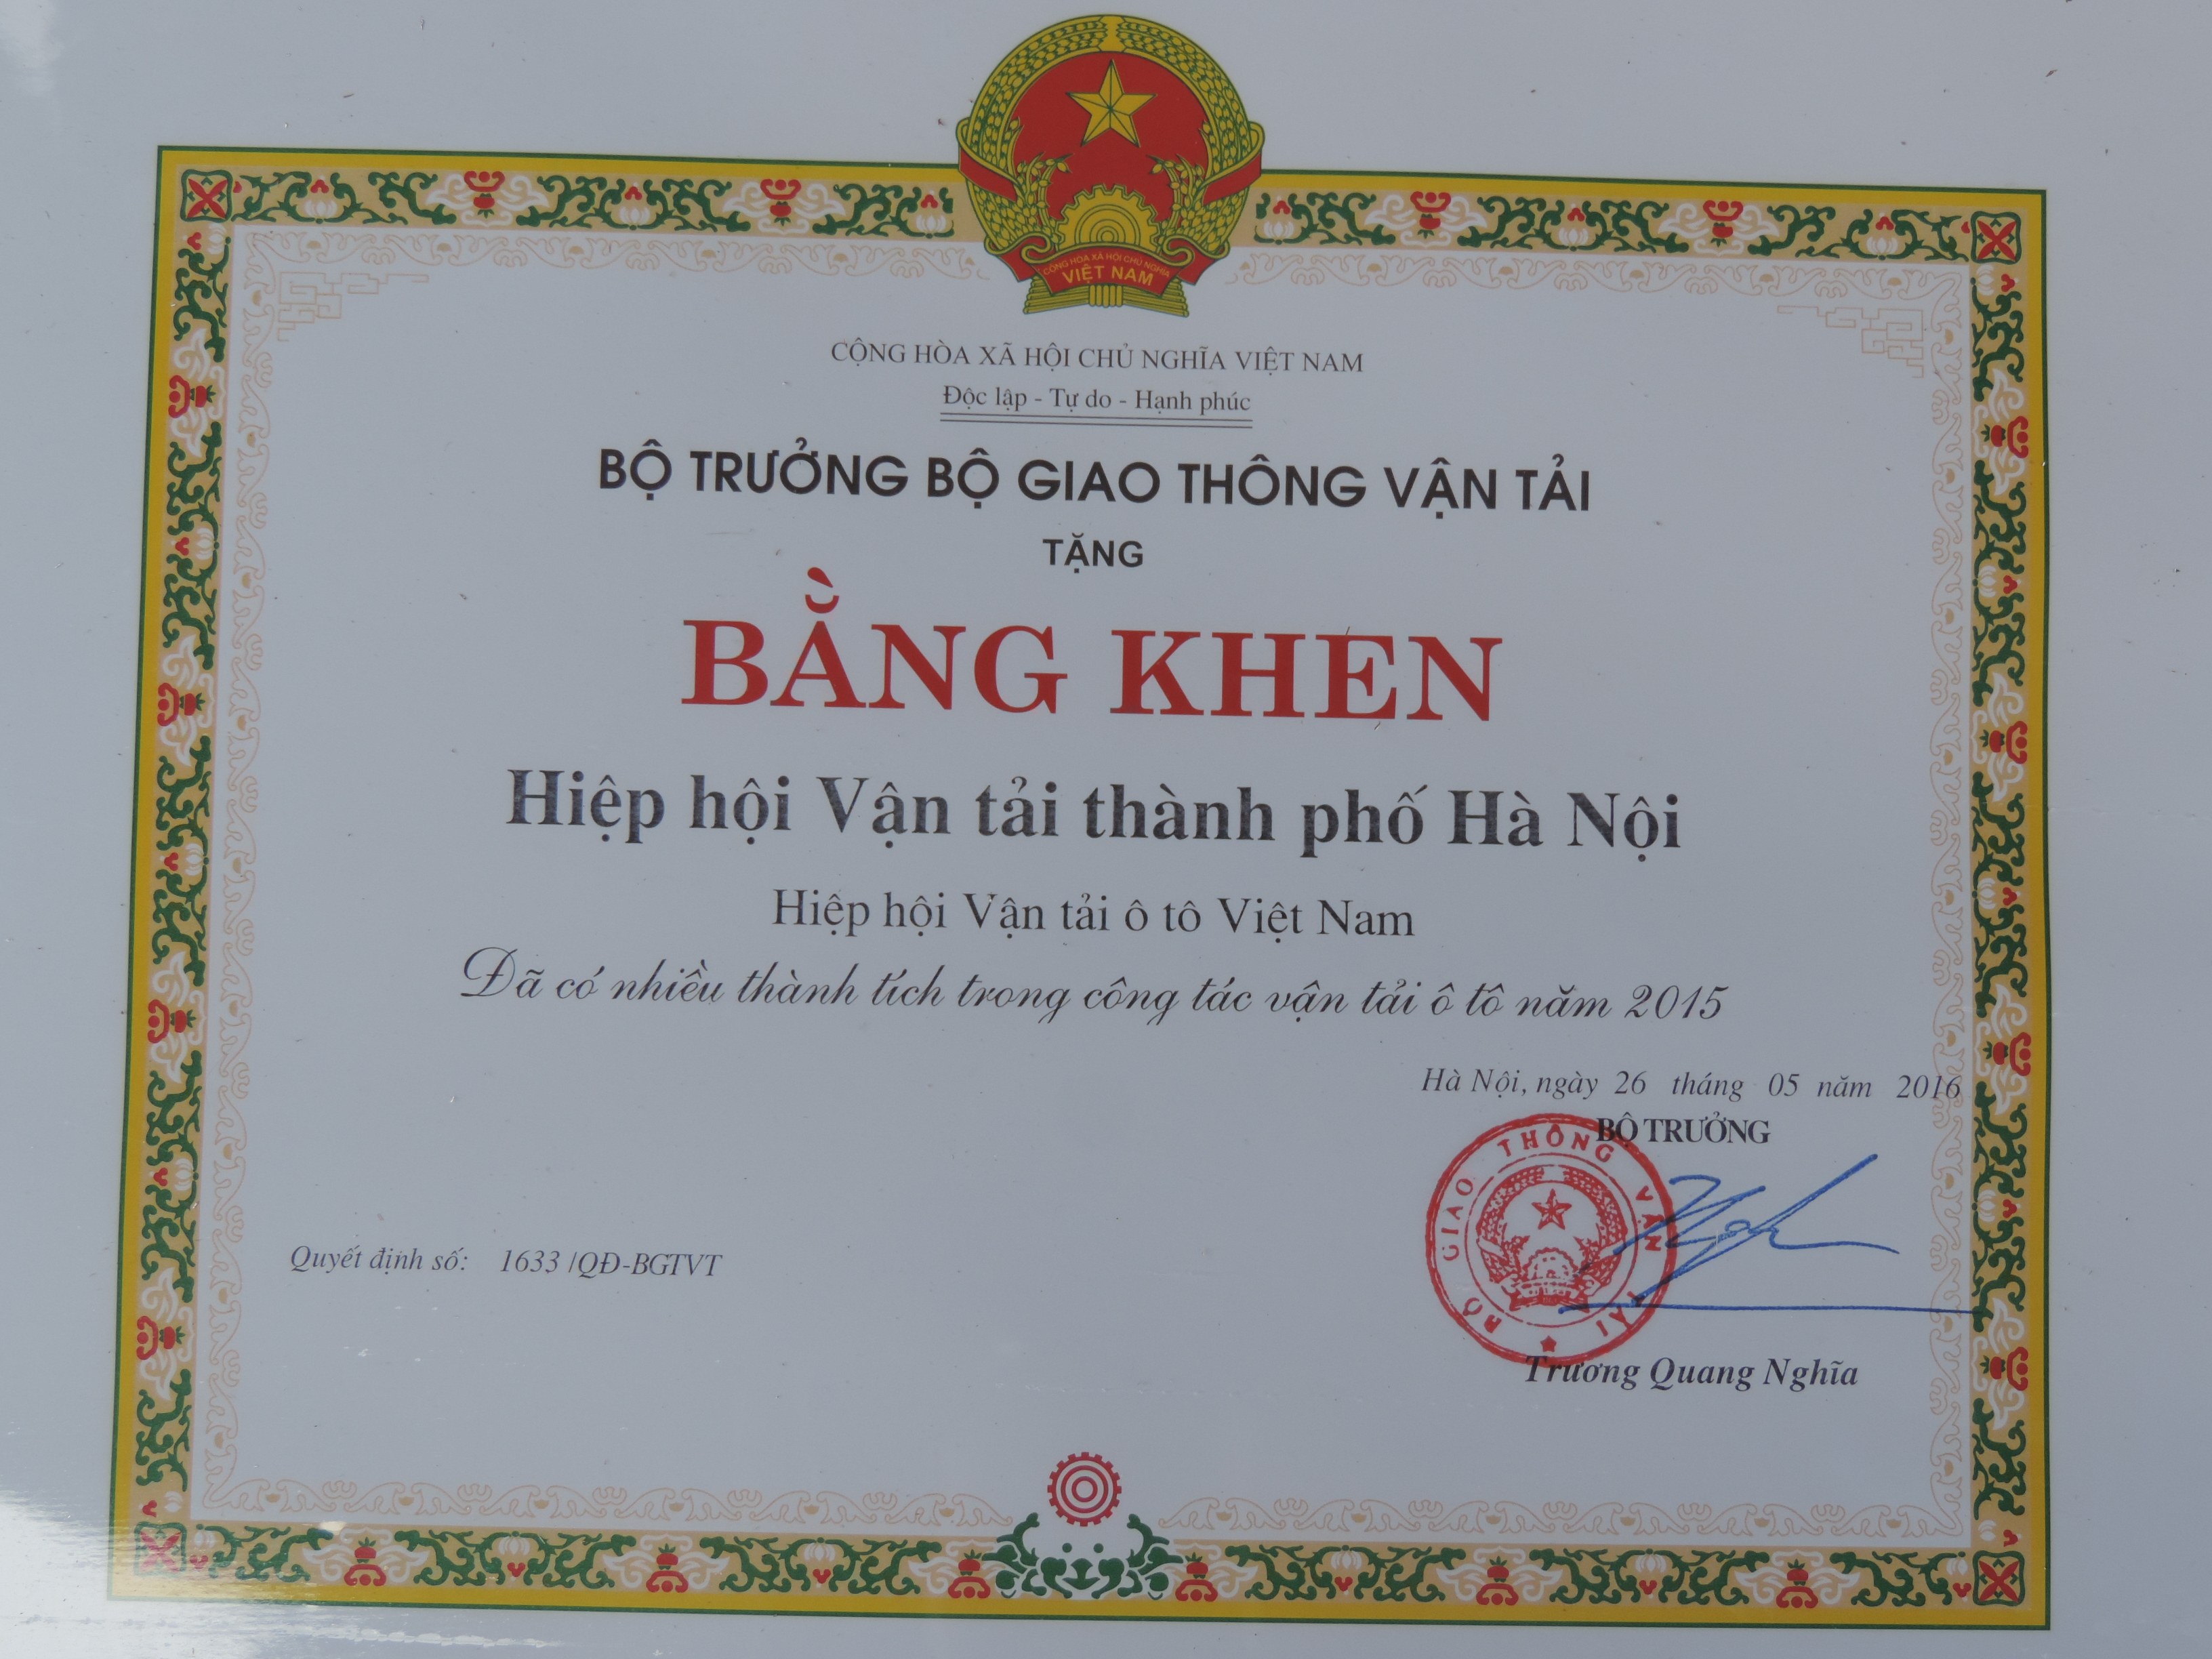 CỘNG HÒA XÃ HỘI CHỦ NGHĨA
VIỆT NAM
CỘNG HÒA XÃ HỘI CHỦ NGHĨA VIỆT NAM
Độc lập - Tự do - Hạnh phúc
BỘ TRƯỞNG BỘ GIAO THÔNG VẬN TẢI
TẶNG
BẰNG KHEN
Hiệp hội Vận tải thành phố Hà Nội
Hiệp hội Vận tải ô tô Việt Nam
Đã có nhiều thành tích trong công tác vận tải ô tô năm 2015
Hà Nội, ngày 26 tháng 05 năm 2016
BỘ TRƯỞNG
BỘ GIAO THÔNG VẬN TẢI
Quyết định số: 1633 /QĐ-BGTVT
Trương Quang Nghĩa